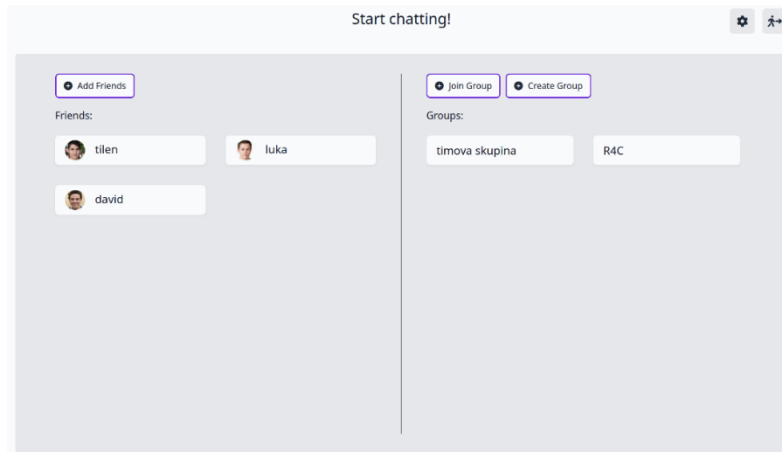 Start chatting!
Add Friends
Friends:
tilen
luka
david
Join Group
Create Group
Groups:
timova skupina
R4C